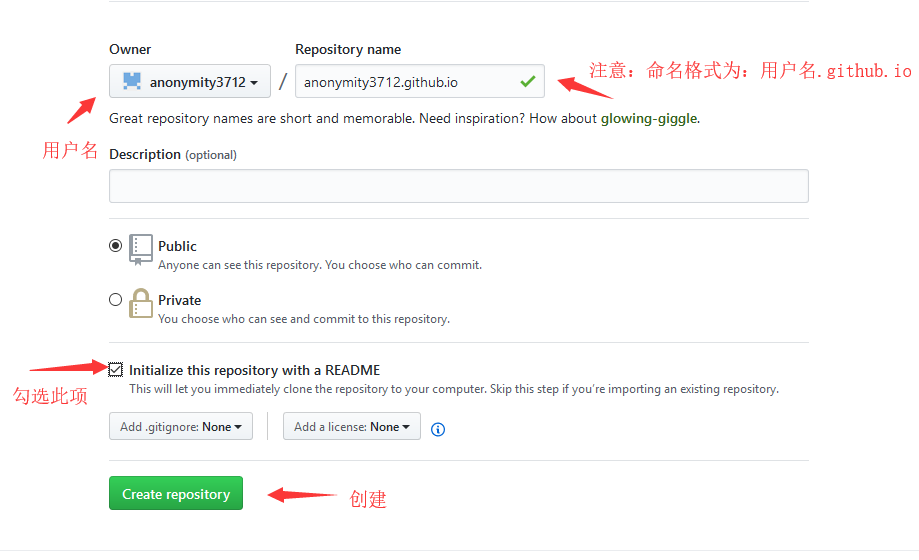 Owner
Repository name
anonymity3712 / anonymity3712.github.io
注意：命名格式为：用户名.github.io
用户名
Great repository names are short and memorable. Need inspiration? How about glowing-giggle.
Description (optional)
Public
Anyone can see this repository. You choose who can commit.
Private
You choose who can see and commit to this repository.
Initialize this repository with a README
This will let you immediately clone the repository to your computer. Skip this step if you’re importing an existing repository.
勾选此项
Add .gitignore: None
Add a license: None
Create repository
创建